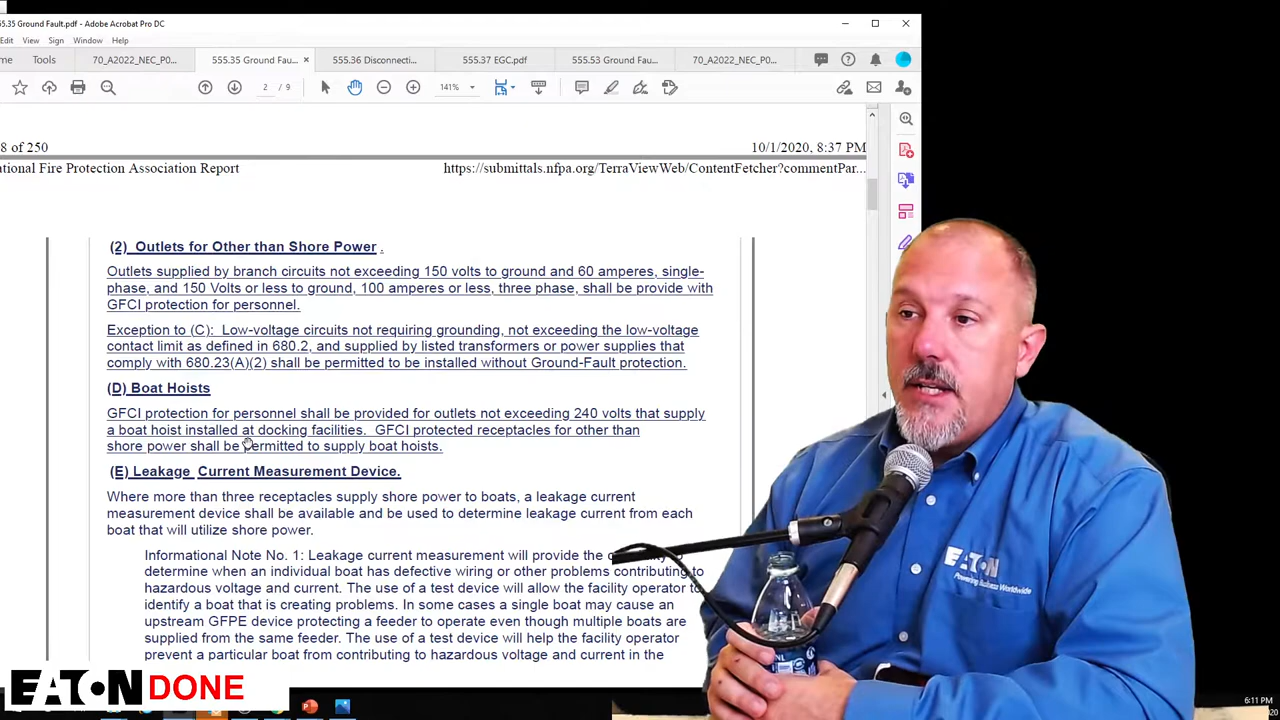 555.35 Ground Fault.pdf - Adobe Acrobat Pro DC
Edit View Sign Window Help
Tools
70_A2022_NEC_P0...
555.35 Ground Fau... ×
555.36 Disconnecti...
555.37 EGC.pdf
555.53 Ground Fau...
70_A2022_NEC_P0...
2 / 9
141%
8 of 250
10/1/2020, 8:37 PM
ational Fire Protection Association Report
https://submittals.nfpa.org/TerraViewWeb/ContentFetcher?commentPar...
(2) Outlets for Other than Shore Power .
Outlets supplied by branch circuits not exceeding 150 volts to ground and 60 amperes, single-
phase, and 150 Volts or less to ground, 100 amperes or less, three phase, shall be provide with
GFCI protection for personnel.
Exception to (C): Low-voltage circuits not requiring grounding, not exceeding the low-voltage
contact limit as defined in 680.2, and supplied by listed transformers or power supplies that
comply with 680.23(A)(2) shall be permitted to be installed without Ground-Fault protection.
(D) Boat Hoists
GFCI protection for personnel shall be provided for outlets not exceeding 240 volts that supply
a boat hoist installed at docking facilities. GFCI protected receptacles for other than
shore power shall be permitted to supply boat hoists.
(E) Leakage Current Measurement Device.
Where more than three receptacles supply shore power to boats, a leakage current
measurement device shall be available and be used to determine leakage current from each
boat that will utilize shore power.
Informational Note No. 1: Leakage current measurement will provide the
determine when an individual boat has defective wiring or other problems contributing to
hazardous voltage and current. The use of a test device will allow the facility operator to
identify a boat that is creating problems. In some cases a single boat may cause an
upstream GFPE device protecting a feeder to operate even though multiple boats are
supplied from the same feeder. The use of a test device will help the facility operator
prevent a particular boat from contributing to hazardous voltage and current in the
EATON
Powering Business Worldwide
EATON DONE
6:11 PM